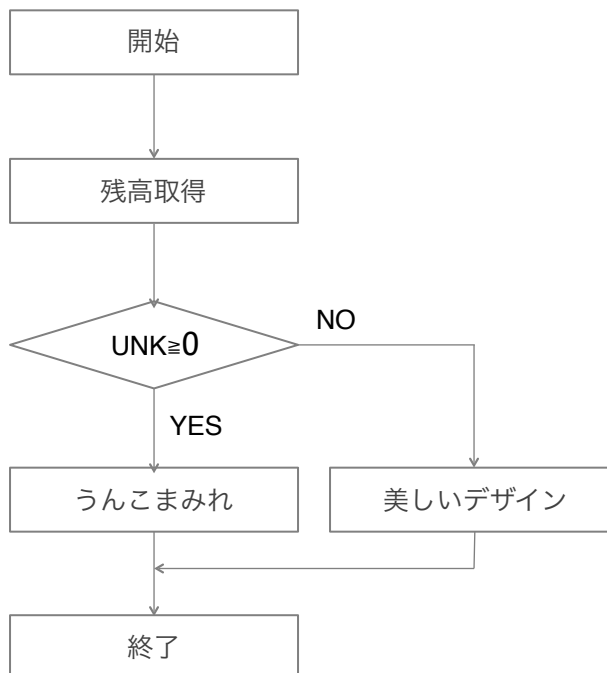 開始
残高取得
UNK≧0
NO
YES
うんこまみれ
美しいデザイン
終了